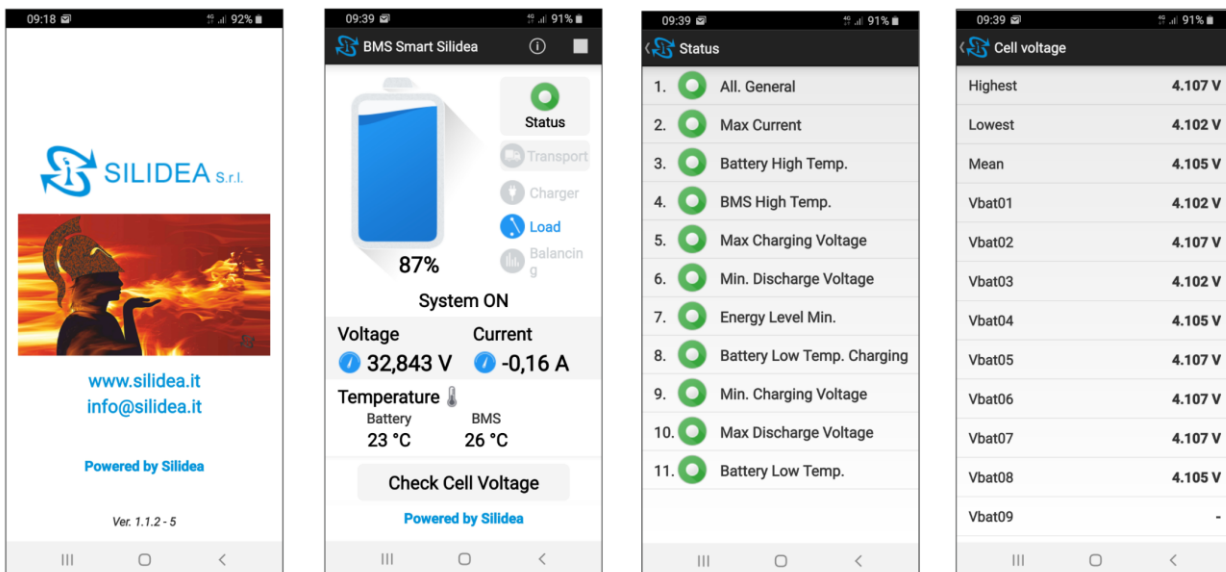 09:18 4G 92%
SILIDEA S.r.l.
www.silidea.it
info@silidea.it
Powered by Silidea
Ver. 1.1.2 - 5
09:39 4G 91%
BMS Smart Silidea
Status
Transport
Charger
Load
Balancin
g
87%
System ON
Voltage Current
32,843 V -0,16 A
Temperature
Battery BMS
23 °C 26 °C
Check Cell Voltage
Powered by Silidea
09:39 4G 91%
Status
1. All. General
2. Max Current
3. Battery High Temp.
4. BMS High Temp.
5. Max Charging Voltage
6. Min. Discharge Voltage
7. Energy Level Min.
8. Battery Low Temp. Charging
9. Min. Charging Voltage
10. Max Discharge Voltage
11. Battery Low Temp.
09:39 4G 91%
Cell voltage
Highest 4.107 V
Lowest 4.102 V
Mean 4.105 V
Vbat01 4.102 V
Vbat02 4.107 V
Vbat03 4.102 V
Vbat04 4.105 V
Vbat05 4.107 V
Vbat06 4.107 V
Vbat07 4.107 V
Vbat08 4.105 V
Vbat09 -